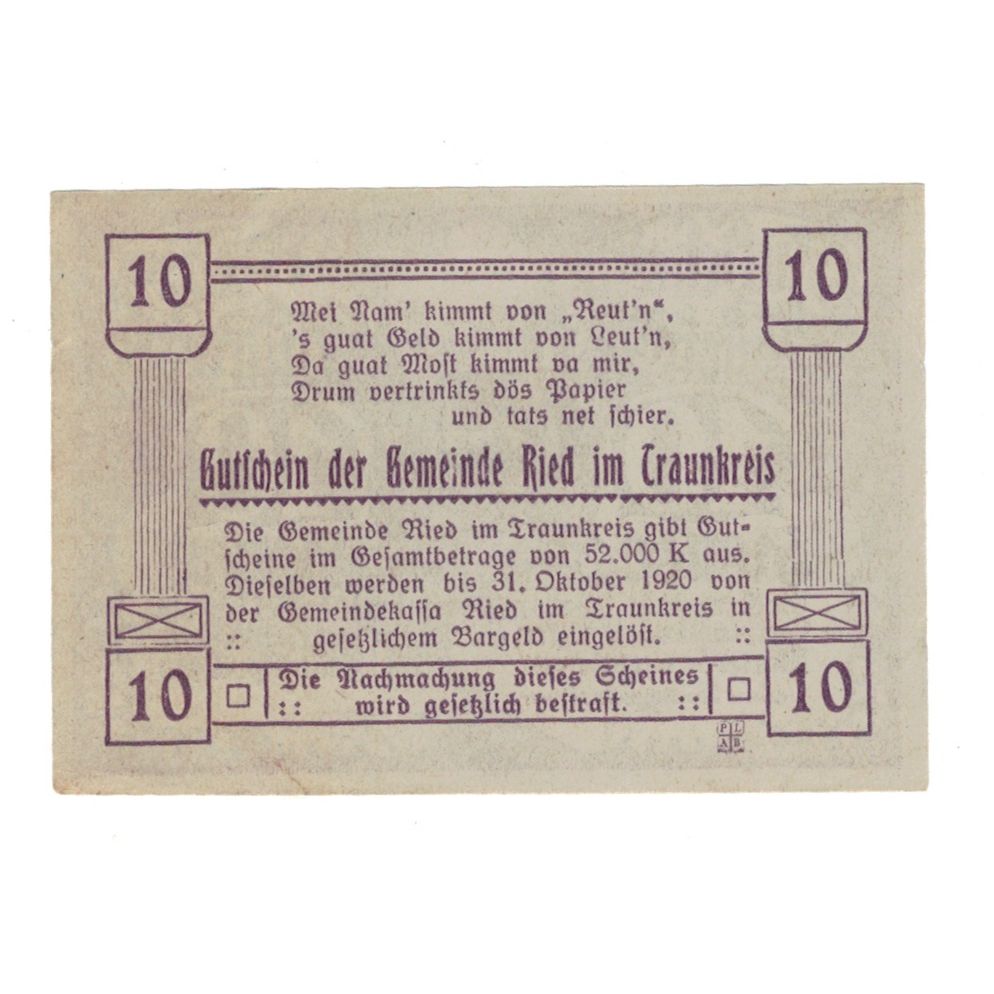 10 10
Mei Nam' kimmt von „Reut'n“,
's guat Geld kimmt von Leut'n,
Da guat Most kimmt va mir,
Drum vertrinkts dös Papier
und tats net schier.
Gutschein der Gemeinde Ried im Traunkreis
Die Gemeinde Ried im Traunkreis gibt Gut=
scheine im Gesamtbetrage von 52.000 K aus.
Dieselben werden bis 31. Oktober 1920 von
der Gemeindekassa Ried im Traunkreis in
:: gesetzlichem Bargeld eingelöst. ::
10 10
Die Nachmachung dieses Scheines
:: wird gesetzlich bestraft. ::
P L
A B